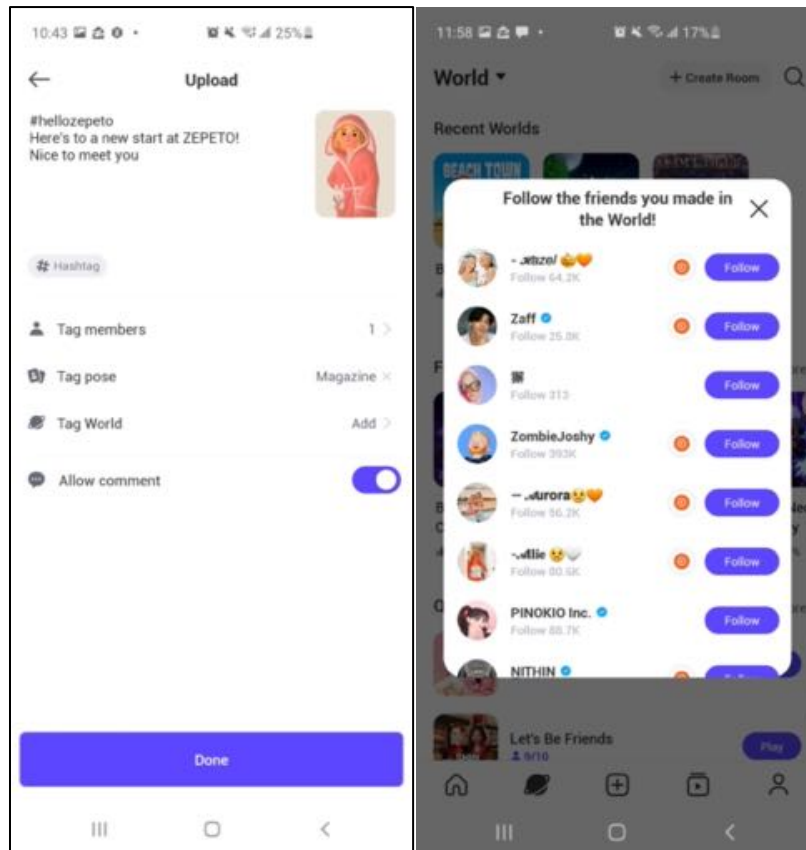 10:43
25%
Upload
#hellozepeto
Here's to a new start at ZEPETO!
Nice to meet you
# Hashtag
Tag members 1 >
Tag pose Magazine ×
Tag World Add >
Allow comment
Done
11:58
17%
World
+ Create Room
Recent Worlds
BEACH TOWN
Follow the friends you made in
the World!
Follow 64.2K
Follow
Zaff
Follow 25.8K
Follow
Follow 313
Follow
ZombieJoshy
Follow 393K
Follow
Follow 56.2K
Follow
Follow 80.6K
Follow
PINOKIO Inc.
Follow 88.7K
Follow
NITHIN
Let's Be Friends
9/10
Play